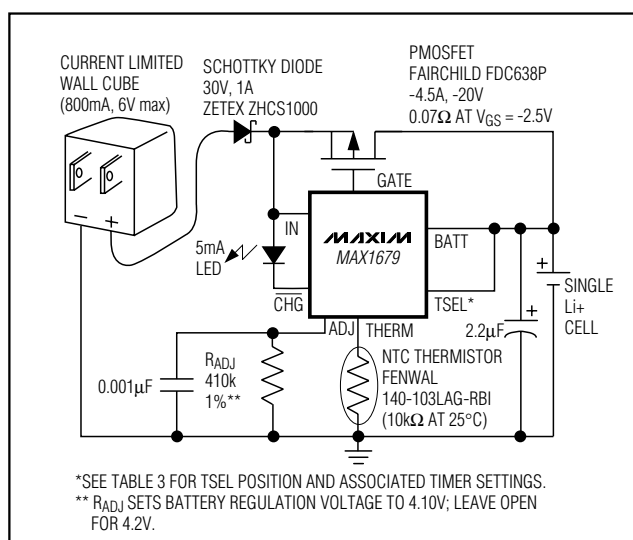 CURRENT LIMITED
WALL CUBE
(800mA, 6V max)
SCHOTTKY DIODE
30V, 1A
ZETEX ZHCS1000
PMOSFET
FAIRCHILD FDC638P
-4.5A, -20V
0.07Ω AT VGS = -2.5V
GATE
IN
MAXIM
MAX1679
BATT
5mA
LED
CHG
TSEL*
ADJ
THERM
− +
+
SINGLE
Li+
CELL
+
2.2µF
0.001µF
RADJ
410k
1%**
NTC THERMISTOR
FENWAL
140-103LAG-RBI
(10kΩ AT 25°C)
*SEE TABLE 3 FOR TSEL POSITION AND ASSOCIATED TIMER SETTINGS.
** RADJ SETS BATTERY REGULATION VOLTAGE TO 4.10V; LEAVE OPEN
FOR 4.2V.